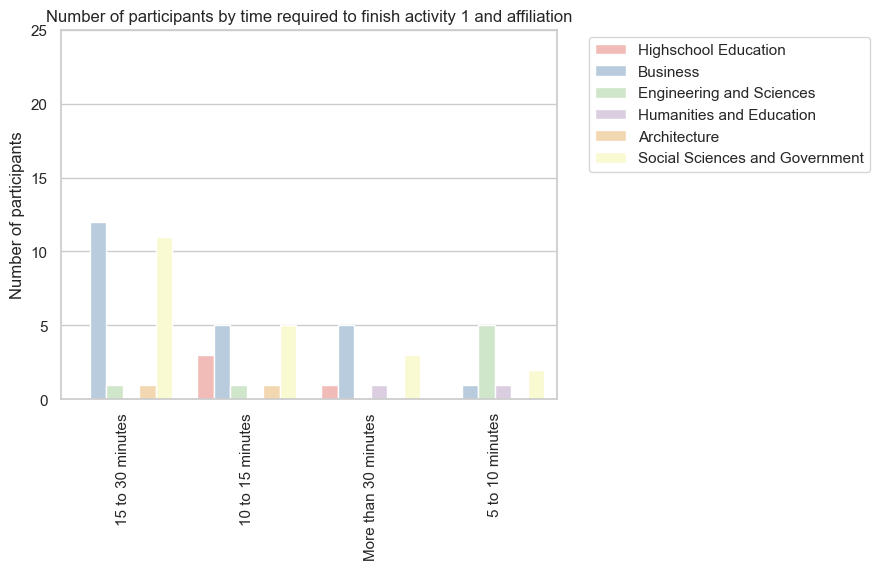 Number of participants by time required to finish activity 1 and affiliation
25
20
15
10
5
0
Number of participants
15 to 30 minutes
10 to 15 minutes
More than 30 minutes
5 to 10 minutes
Highschool Education
Business
Engineering and Sciences
Humanities and Education
Architecture
Social Sciences and Government